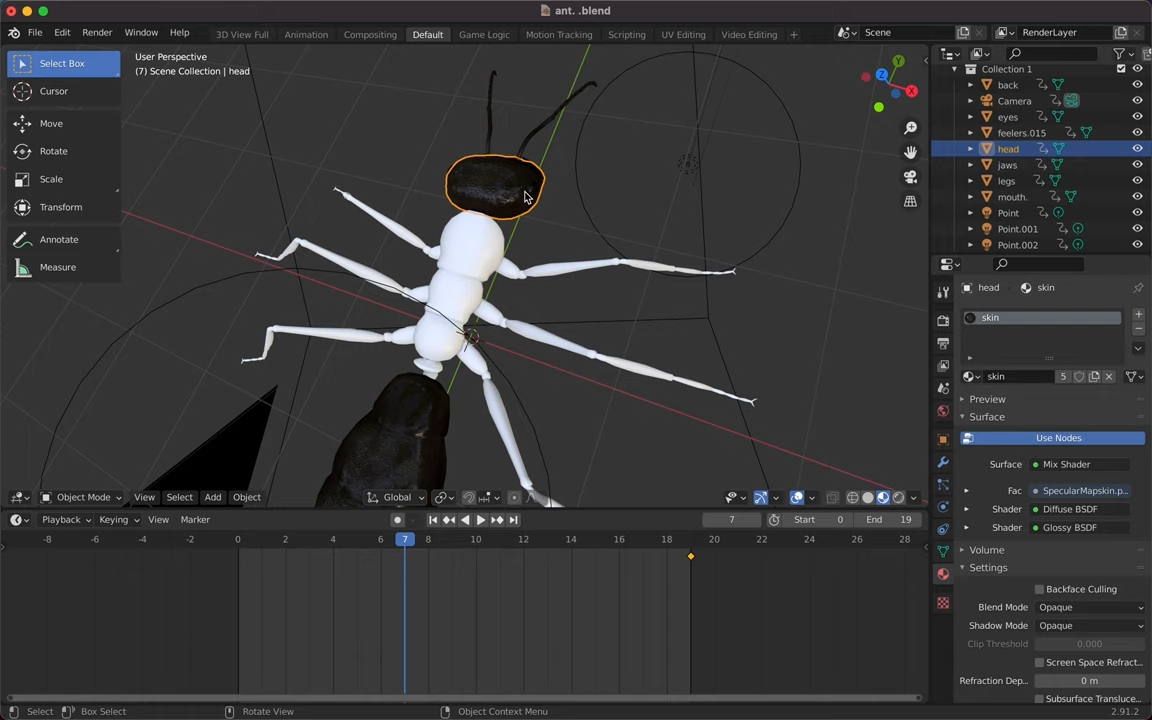 ant. .blend
File Edit Render Window Help
3D View Full Animation Compositing Default Game Logic Motion Tracking Scripting UV Editing Video Editing +
Scene
RenderLayer
Select Box
Cursor
Move
Rotate
Scale
Transform
Annotate
Measure
User Perspective
(7) Scene Collection | head
Z
Y
X
Collection 1
back
Camera
eyes
feelers.015
head
jaws
legs
mouth.
Point
Point.001
Point.002
head skin
skin
skin 5
Preview
Surface
Use Nodes
Surface Mix Shader
Fac SpecularMapskin.p...
Shader Diffuse BSDF
Shader Glossy BSDF
Volume
Settings
Backface Culling
Blend Mode Opaque
Shadow Mode Opaque
Clip Threshold 0.000
Screen Space Refract...
Refraction Dep... 0 m
Subsurface Transluce...
Object Mode View Select Add Object Global
Playback Keying View Marker 7 Start 0 End 19
-8 -6 -4 -2 0 2 4 6 7 8 10 12 14 16 18 20 22 24 26 28
Select Box Select Rotate View Object Context Menu 2.91.2